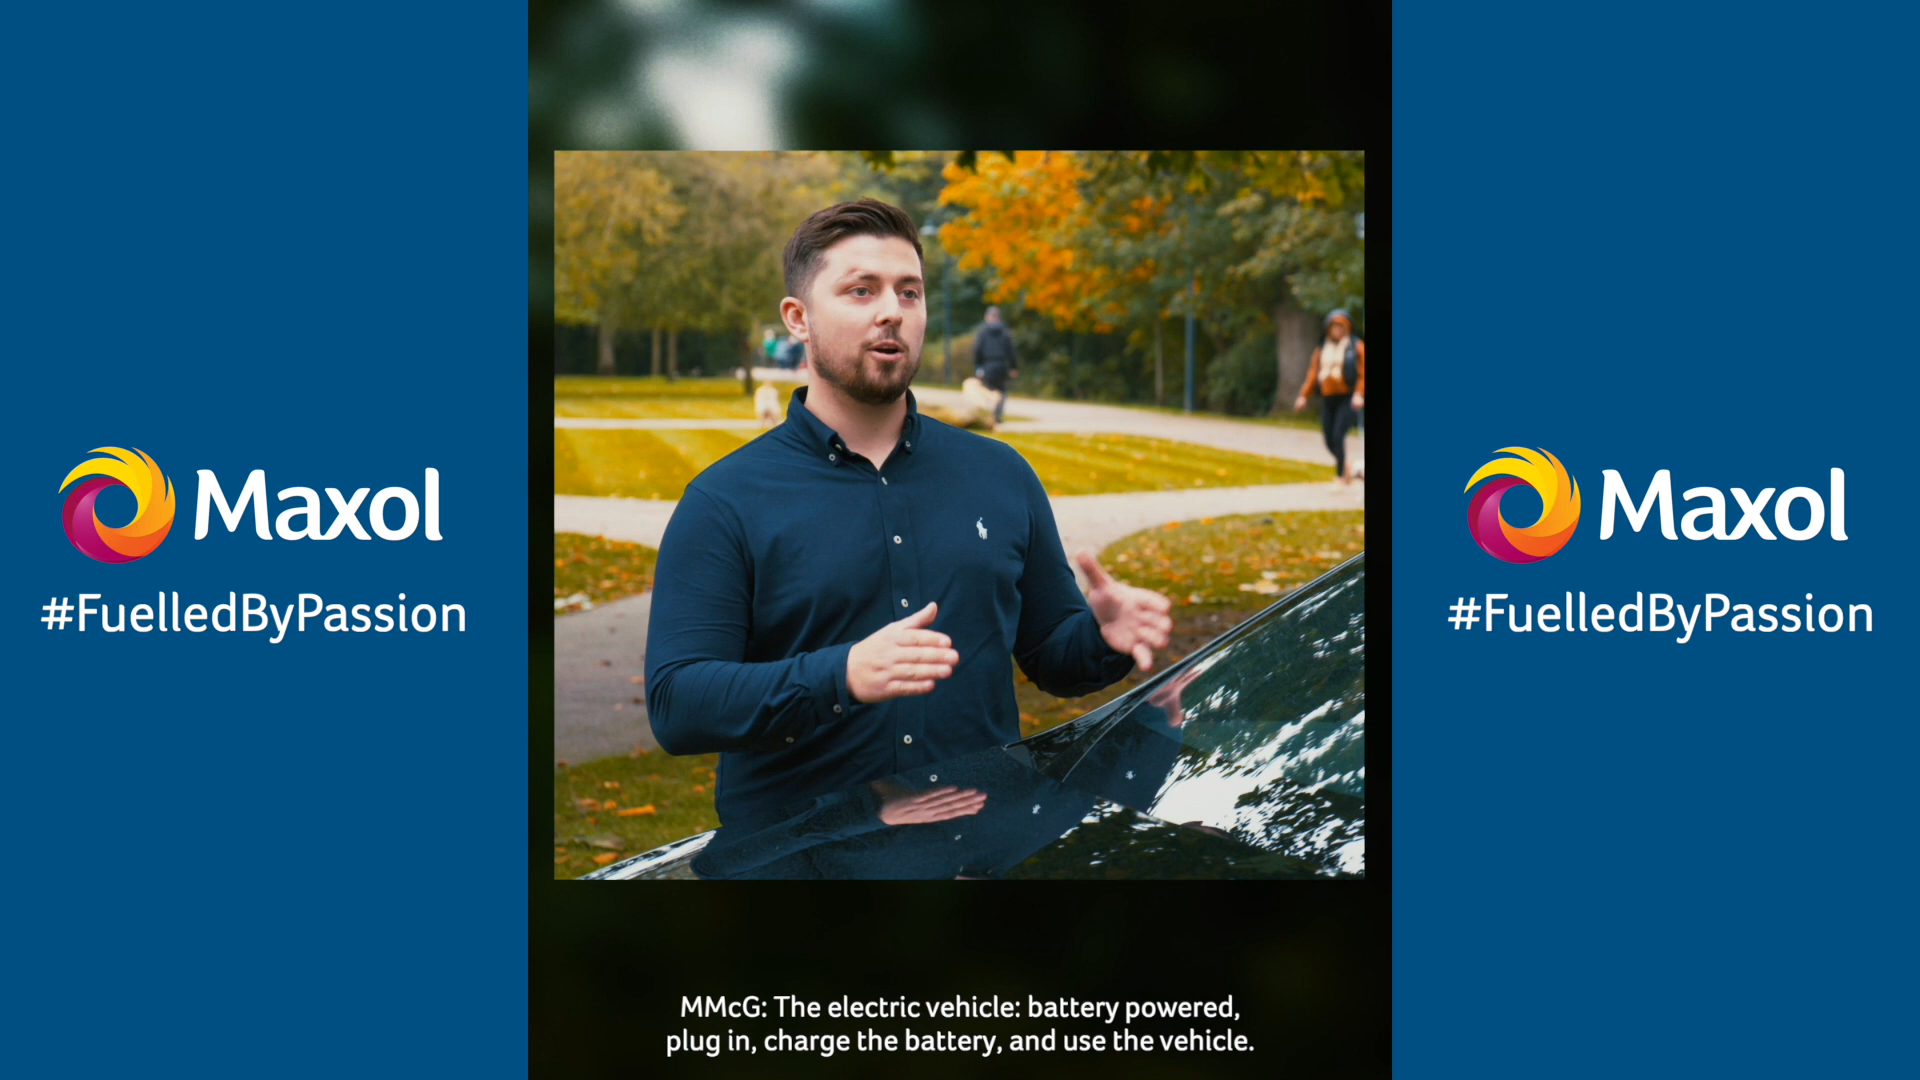 Maxol
#FuelledByPassion
Maxol
#FuelledByPassion
MMcG: The electric vehicle: battery powered,
plug in, charge the battery, and use the vehicle.